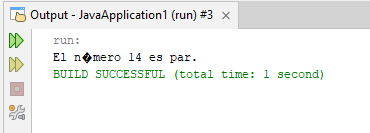 Output - JavaApplication1 (run) #3
run:
El n�mero 14 es par.
BUILD SUCCESSFUL (total time: 1 second)